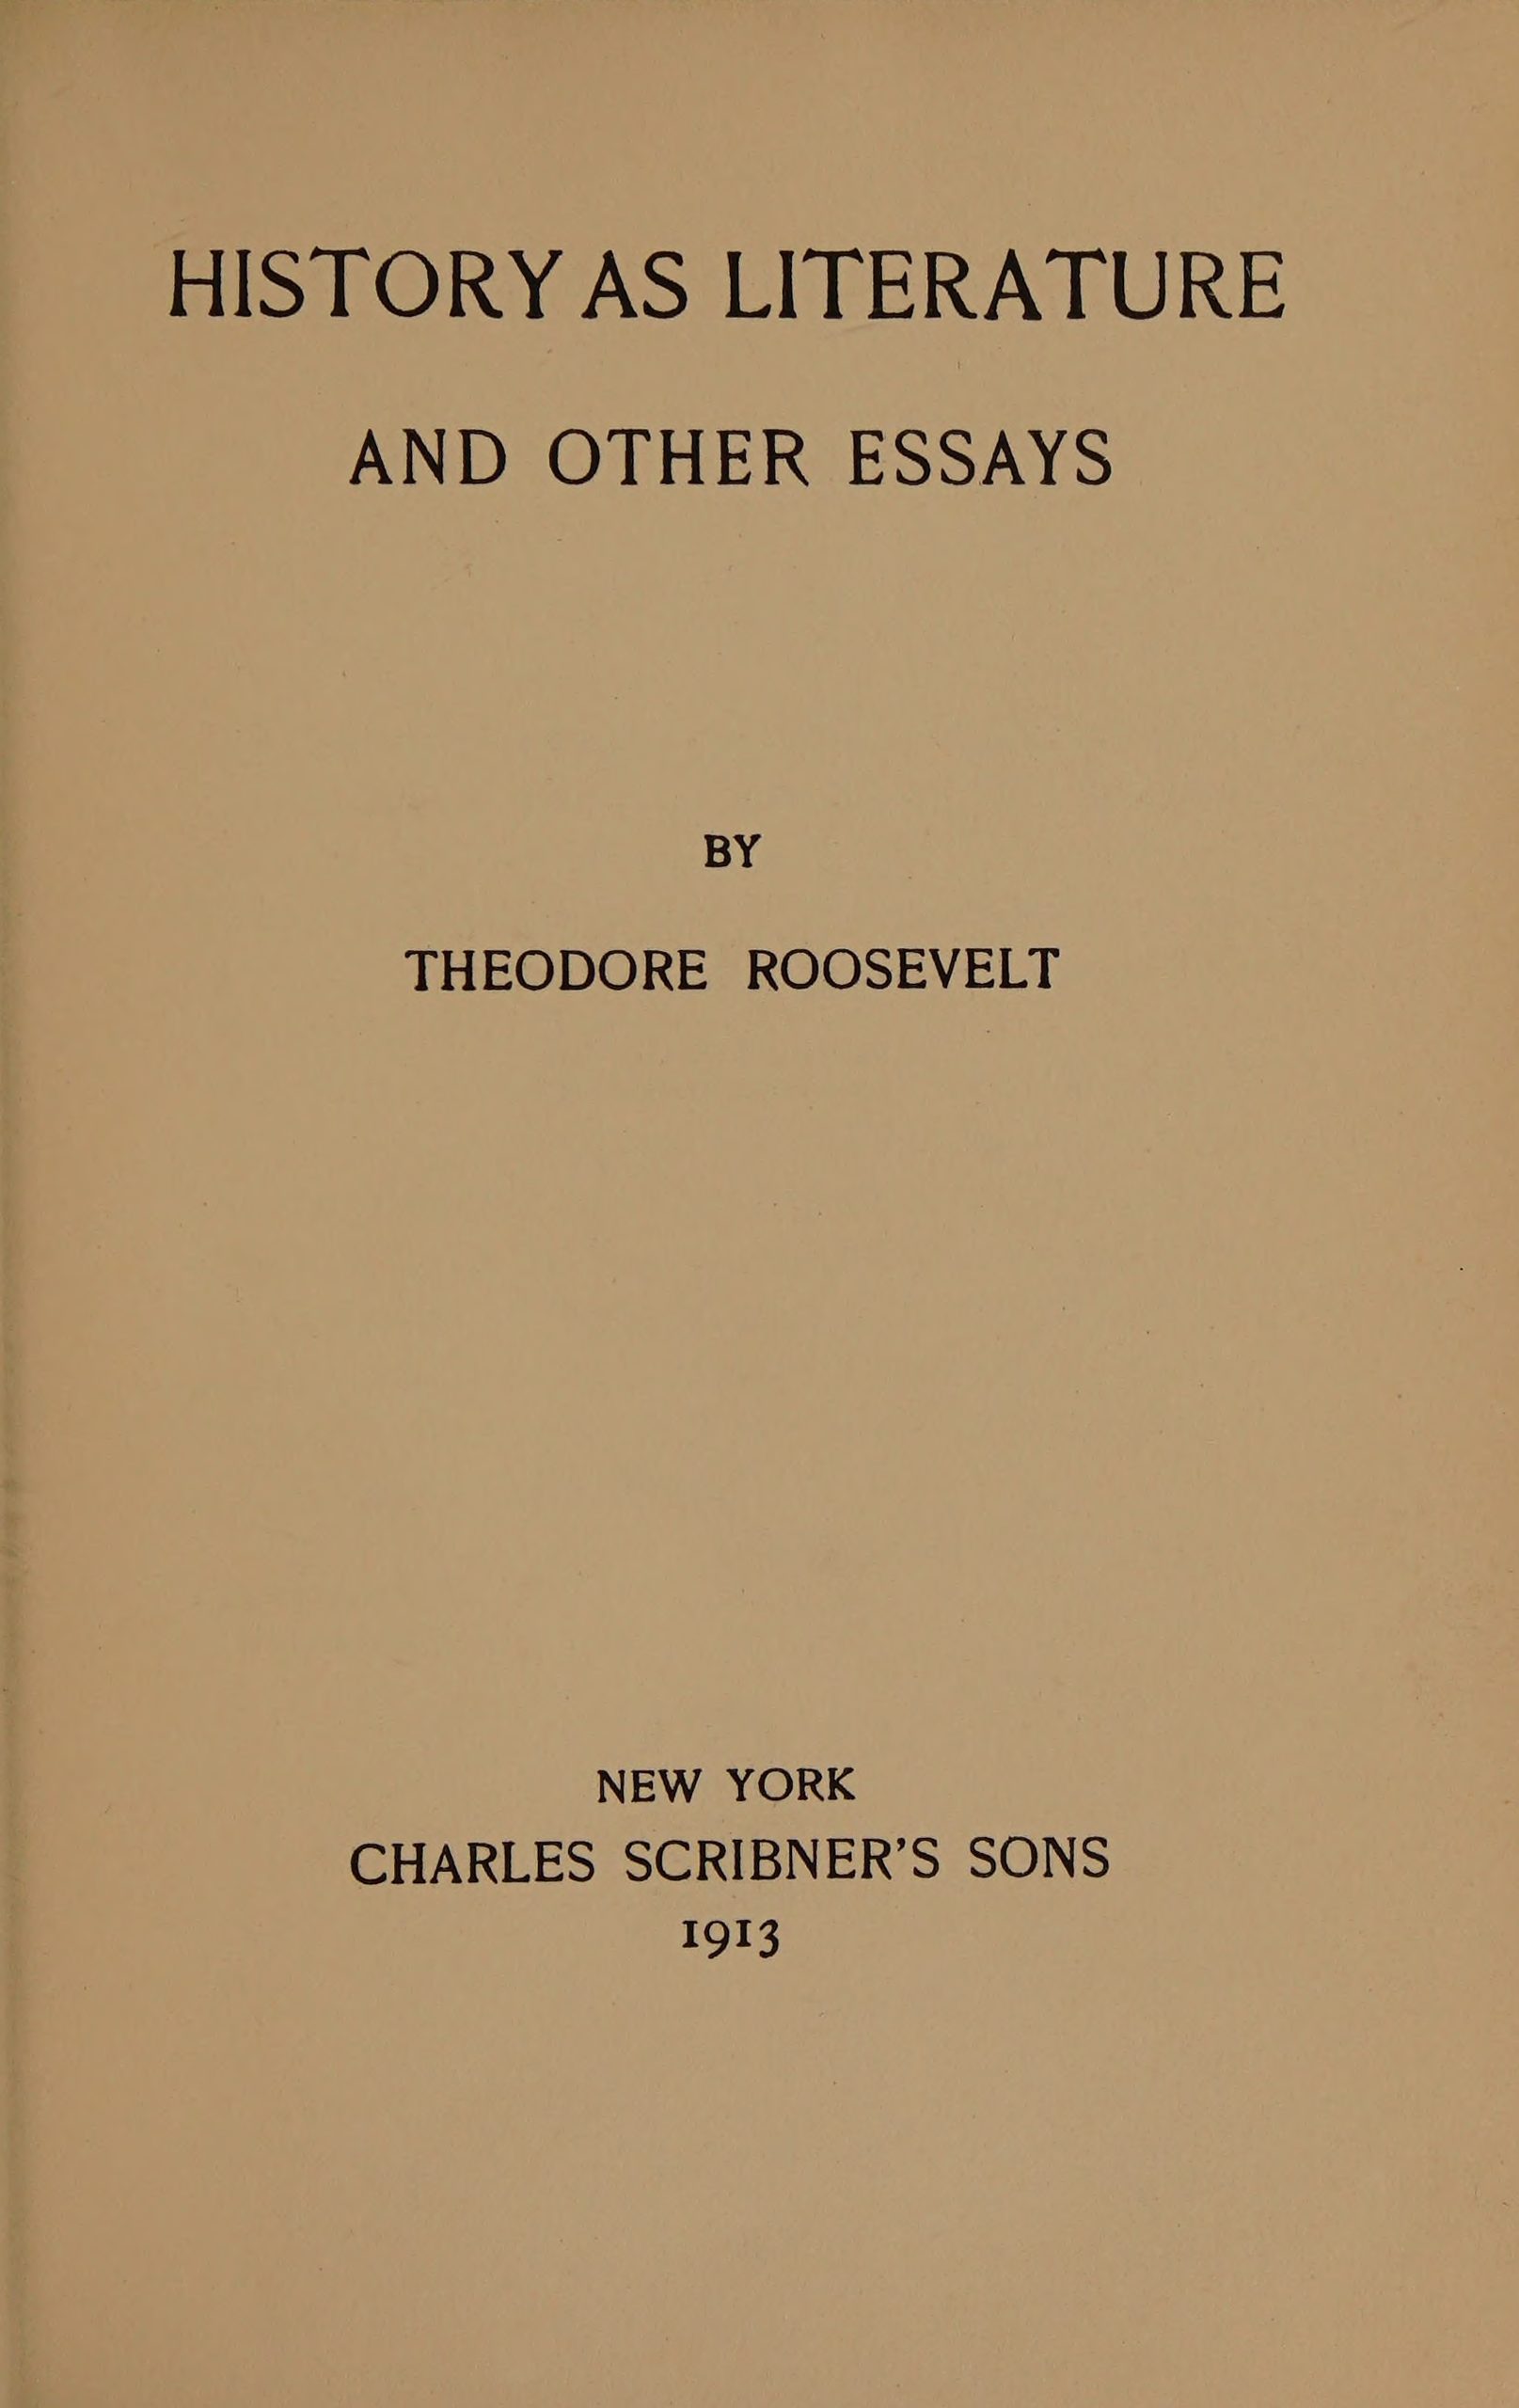 HISTORY AS LITERATURE
AND OTHER ESSAYS
BY
THEODORE ROOSEVELT
NEW YORK
CHARLES SCRIBNER’S SONS
1913